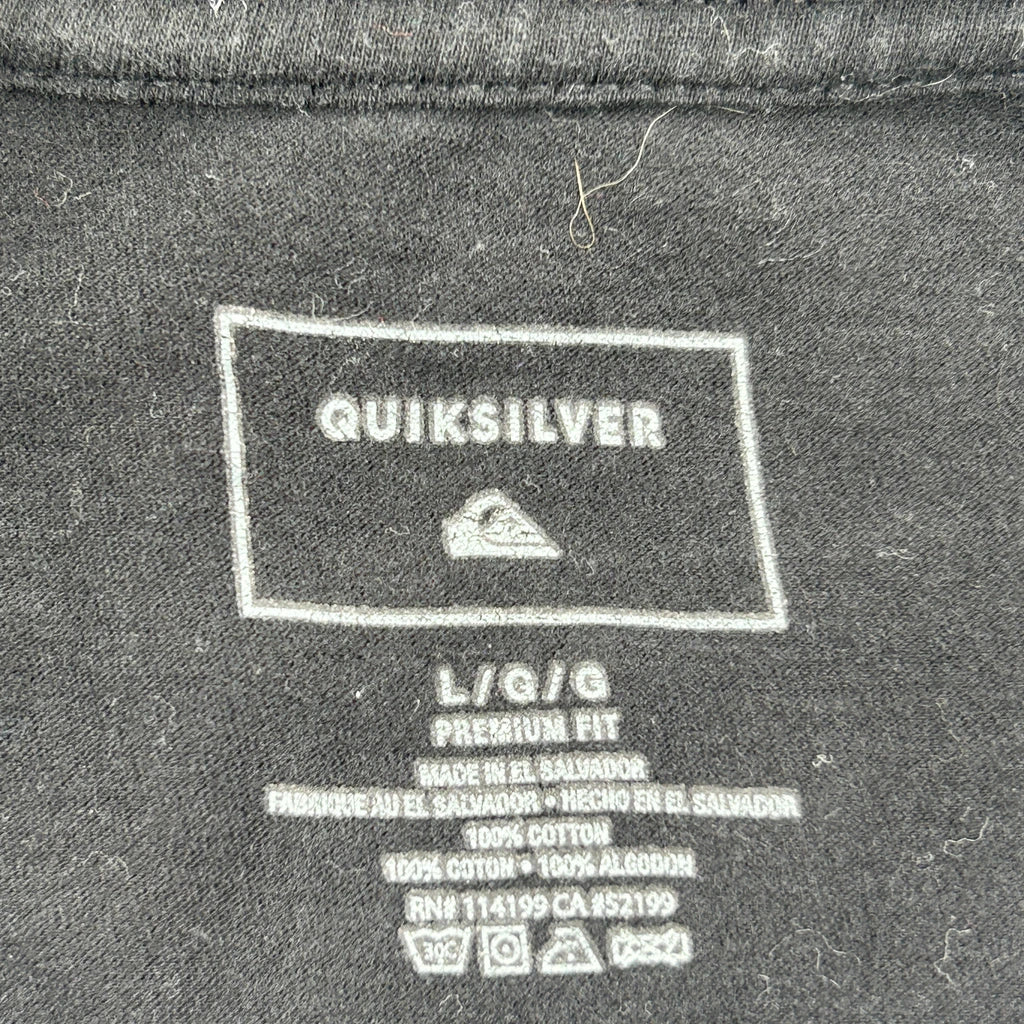 QUIKSILVER
L/G/G
PREMIUM FIT
MADE IN EL SALVADOR
FABRIQUE AU EL SALVADOR • HECHO EN EL SALVADOR
100% COTTON
100% COTON • 100% ALGODON
RN# 114199 CA #52199
30C